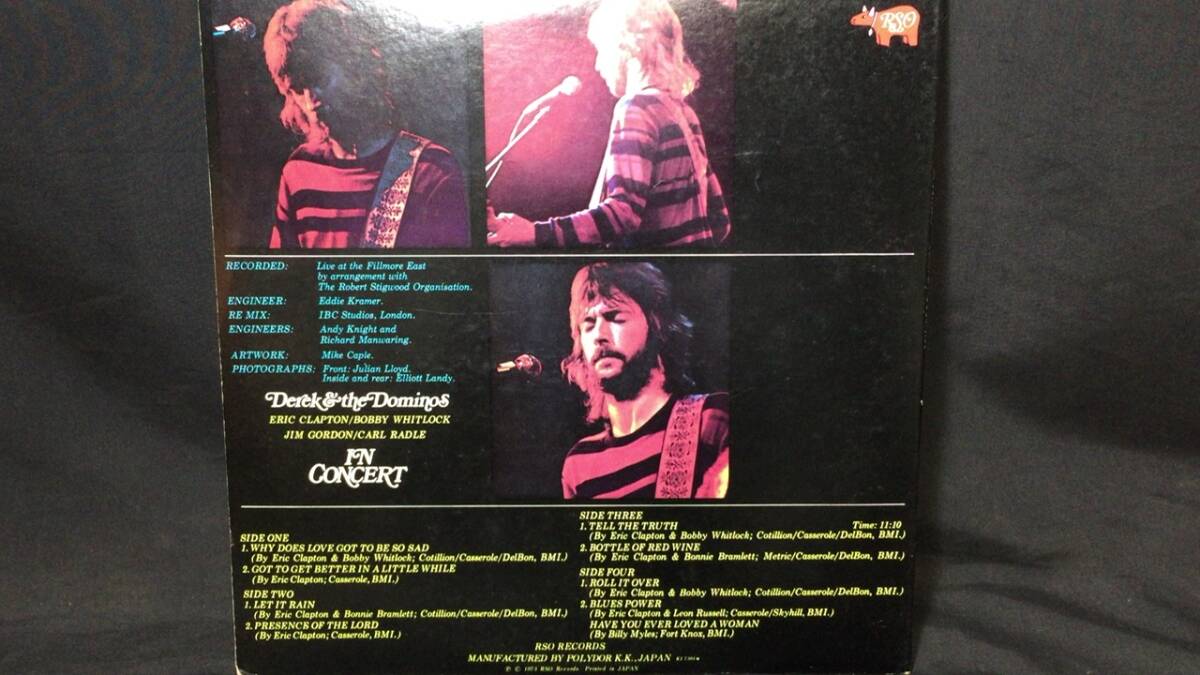 RSO
RECORDED: Live at the Fillmore East
by arrangement with
The Robert Stigwood Organisation.
ENGINEER: Eddie Kramer.
RE MIX: IBC Studios, London.
ENGINEERS: Andy Knight and
Richard Manwaring.
ARTWORK: Mike Caple.
PHOTOGRAPHS: Front: Julian Lloyd.
Inside and rear: Elliott Landy.
Derek & the Dominos
ERIC CLAPTON/BOBBY WHITLOCK
JIM GORDON/CARL RADLE
IN
CONCERT
SIDE ONE
1. WHY DOES LOVE GOT TO BE SO SAD
(By Eric Clapton & Bobby Whitlock; Cotillion/Casserole/DelBon, BMI.)
2. GOT TO GET BETTER IN A LITTLE WHILE
(By Eric Clapton; Casserole, BMI.)
SIDE TWO
1. LET IT RAIN
(By Eric Clapton & Bonnie Bramlett; Cotillion/Casserole/DelBon, BMI.)
2. PRESENCE OF THE LORD
(By Eric Clapton; Casserole, BMI.)
SIDE THREE
1. TELL THE TRUTH Time: 11:10
(By Eric Clapton & Bobby Whitlock; Cotillion/Casserole/DelBon, BMI.)
2. BOTTLE OF RED WINE
(By Eric Clapton & Bonnie Bramlett; Metric/Casserole/DelBon, BMI.)
SIDE FOUR
1. ROLL IT OVER
(By Eric Clapton & Bobby Whitlock; Cotillion/Casserole/DelBon, BMI.)
2. BLUES POWER
(By Eric Clapton & Leon Russell; Casserole/Skyhill, BMI.)
HAVE YOU EVER LOVED A WOMAN
(By Billy Myles; Fort Knox, BMI.)
RSO RECORDS
MANUFACTURED BY POLYDOR K.K., JAPAN
℗ © 1973 RSO Records Printed in JAPAN